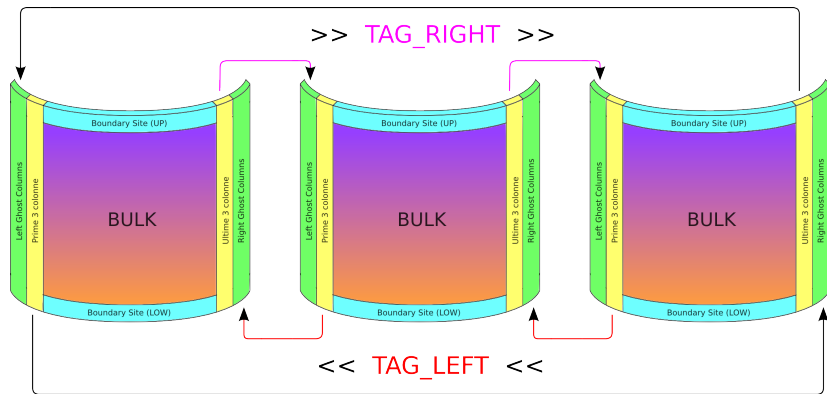 >> TAG_RIGHT >>
Boundary Site (UP)
Left Ghost Columns
Prime 3 colonne
BULK
Ultime 3 colonne
Right Ghost Columns
Boundary Site (LOW)
Boundary Site (UP)
Left Ghost Columns
Prime 3 colonne
BULK
Ultime 3 colonne
Right Ghost Columns
Boundary Site (LOW)
Boundary Site (UP)
Left Ghost Columns
Prime 3 colonne
BULK
Ultime 3 colonne
Right Ghost Columns
Boundary Site (LOW)
<< TAG_LEFT <<